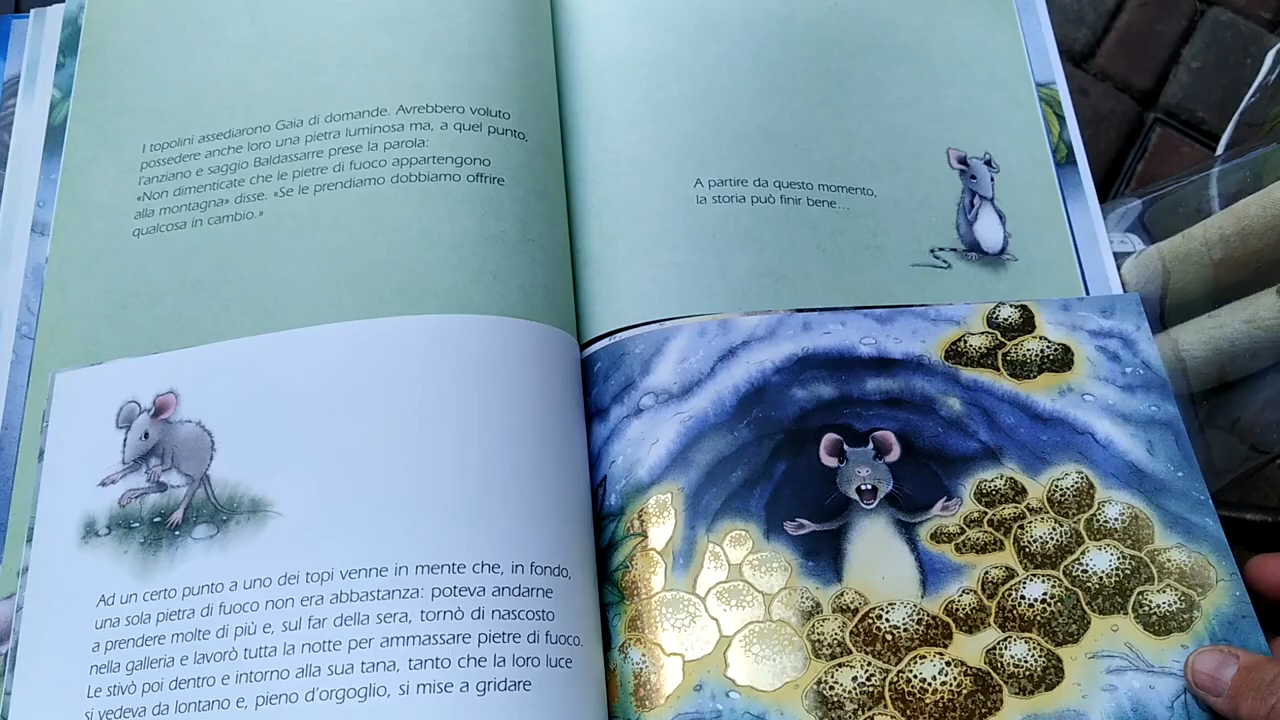 I topolini assediarono Gaia di domande. Avrebbero voluto
possedere anche loro una pietra luminosa ma, a quel punto,
l'anziano e saggio Baldassarre prese la parola:
«Non dimenticate che le pietre di fuoco appartengono
alla montagna» disse. «Se le prendiamo dobbiamo offrire
qualcosa in cambio.»
A partire da questo momento,
la storia può finir bene...
Ad un certo punto a uno dei topi venne in mente che, in fondo,
una sola pietra di fuoco non era abbastanza: poteva andarne
a prendere molte di più e, sul far della sera, tornò di nascosto
nella galleria e lavorò tutta la notte per ammassare pietre di fuoco.
Le stivò poi dentro e intorno alla sua tana, tanto che la loro luce
si vedeva da lontano e, pieno d'orgoglio, si mise a gridare